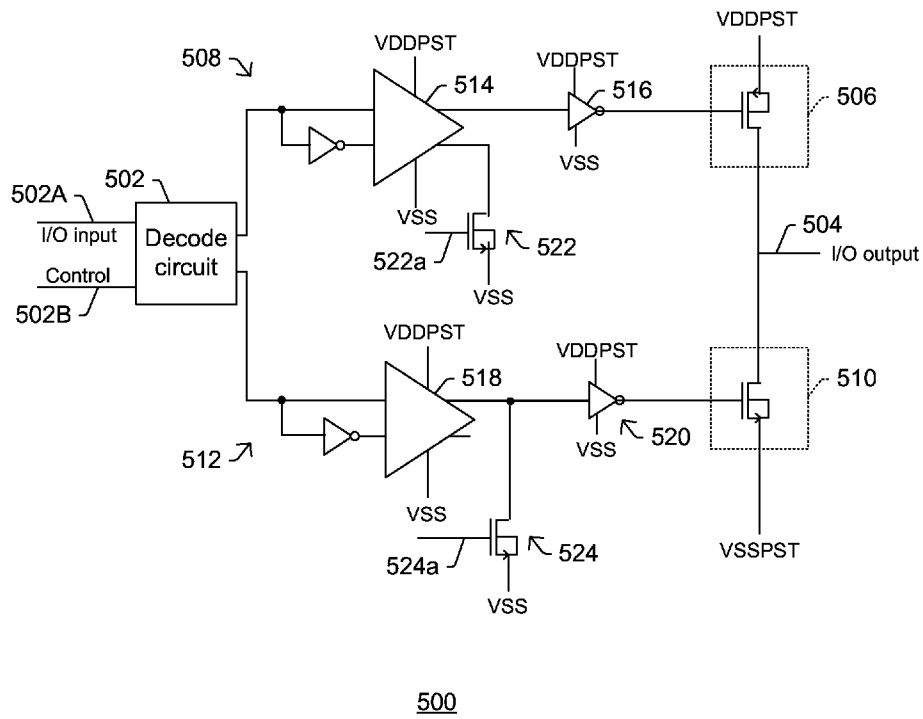 VDDPST
VDDPST
508
514
VDDPST
516
506
VSS
502A
502
VSS
I/O input
Decode
circuit
522a
522
504
I/O output
Control
VSS
502B
VDDPST
VDDPST
518
510
512
VSS
520
VSS
524a
524
VSSPST
VSS
500